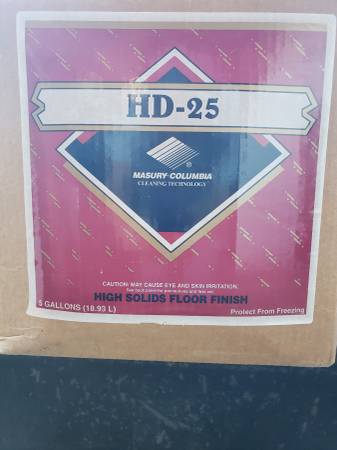 HD-25
®
MASURY-COLUMBIA
CLEANING TECHNOLOGY
CAUTION: MAY CAUSE EYE AND SKIN IRRITATION.
HIGH SOLIDS FLOOR FINISH
5 GALLONS (18.93 L)
Protect From Freezing